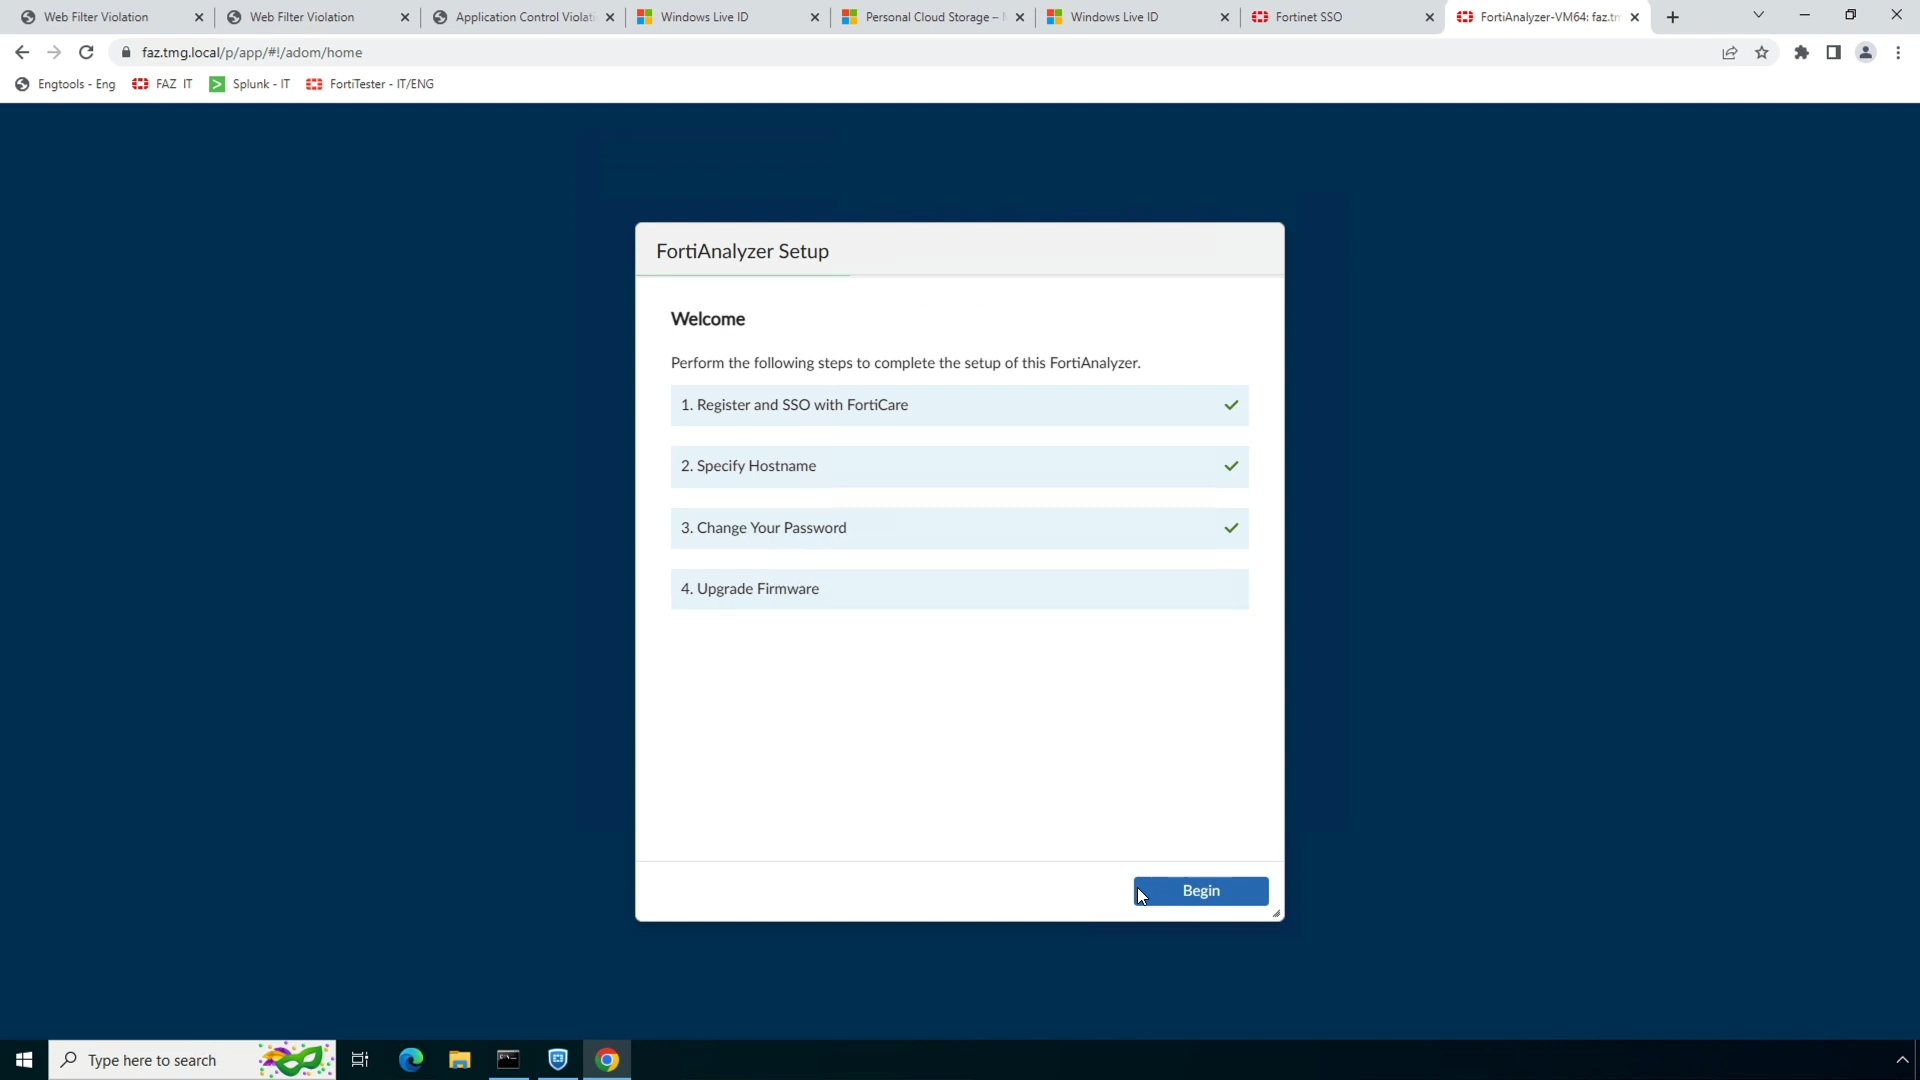 Web Filter Violation
Web Filter Violation
Application Control Violati
Windows Live ID
Personal Cloud Storage –
Windows Live ID
Fortinet SSO
FortiAnalyzer-VM64: faz.tm
faz.tmg.local/p/app/#!/adom/home
Engtools - Eng
FAZ IT
Splunk - IT
FortiTester - IT/ENG
FortiAnalyzer Setup
Welcome
Perform the following steps to complete the setup of this FortiAnalyzer.
1. Register and SSO with FortiCare
2. Specify Hostname
3. Change Your Password
4. Upgrade Firmware
Begin
Type here to search